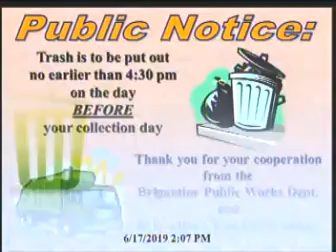 Public Notice:
Trash is to be put out
no earlier than 4:30 pm
on the day
BEFORE
your collection day
Thank you for your cooperation
from the
Brigantine Public Works Dept.
and
6/17/2019 2:07 PM